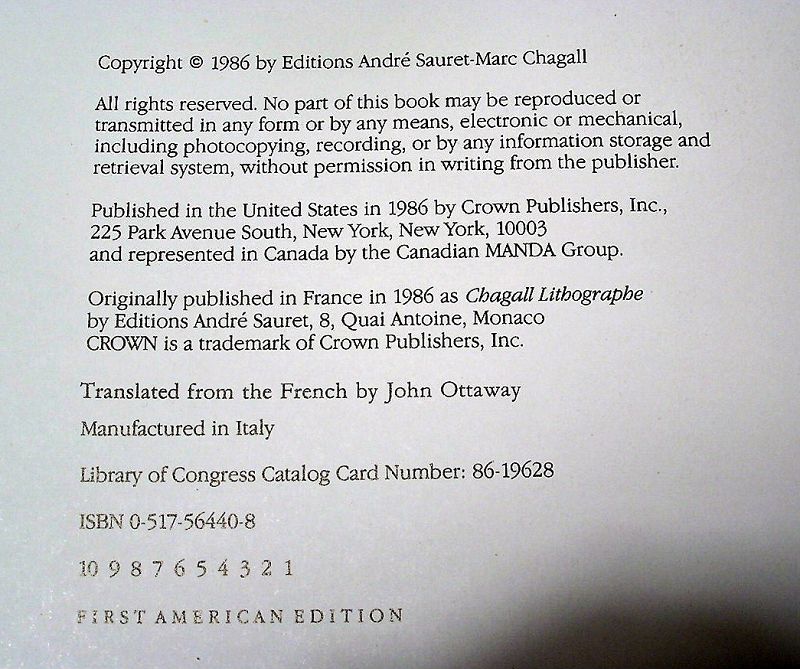 Copyright © 1986 by Editions André Sauret-Marc Chagall
All rights reserved. No part of this book may be reproduced or
transmitted in any form or by any means, electronic or mechanical,
including photocopying, recording, or by any information storage and
retrieval system, without permission in writing from the publisher.
Published in the United States in 1986 by Crown Publishers, Inc.,
225 Park Avenue South, New York, New York, 10003
and represented in Canada by the Canadian MANDA Group.
Originally published in France in 1986 as Chagall Lithographe
by Editions André Sauret, 8, Quai Antoine, Monaco
CROWN is a trademark of Crown Publishers, Inc.
Translated from the French by John Ottaway
Manufactured in Italy
Library of Congress Catalog Card Number: 86-19628
ISBN 0-517-56440-8
10 9 8 7 6 5 4 3 2 1
FIRST AMERICAN EDITION